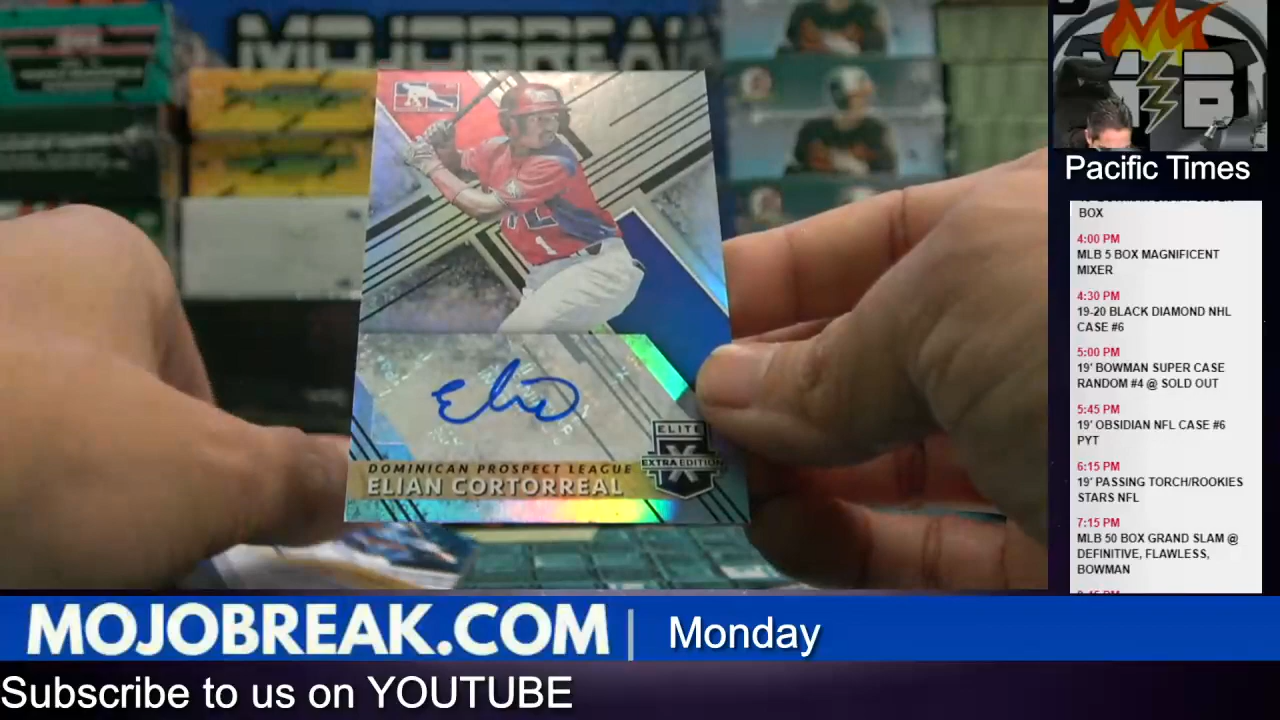 MOJOBREAK
1
Elian
ELITE
X
EXTRA EDITION
DOMINICAN PROSPECT LEAGUE
ELIAN CORTORREAL
MB
Pacific Times
BOX
4:00 PM
MLB 5 BOX MAGNIFICENT
MIXER
4:30 PM
19-20 BLACK DIAMOND NHL
CASE #6
5:00 PM
19' BOWMAN SUPER CASE
RANDOM #4 @ SOLD OUT
5:45 PM
19' OBSIDIAN NFL CASE #6
PYT
6:15 PM
19' PASSING TORCH/ROOKIES
STARS NFL
7:15 PM
MLB 50 BOX GRAND SLAM @
DEFINITIVE, FLAWLESS,
BOWMAN
MOJOBREAK.COM | Monday
Subscribe to us on YOUTUBE